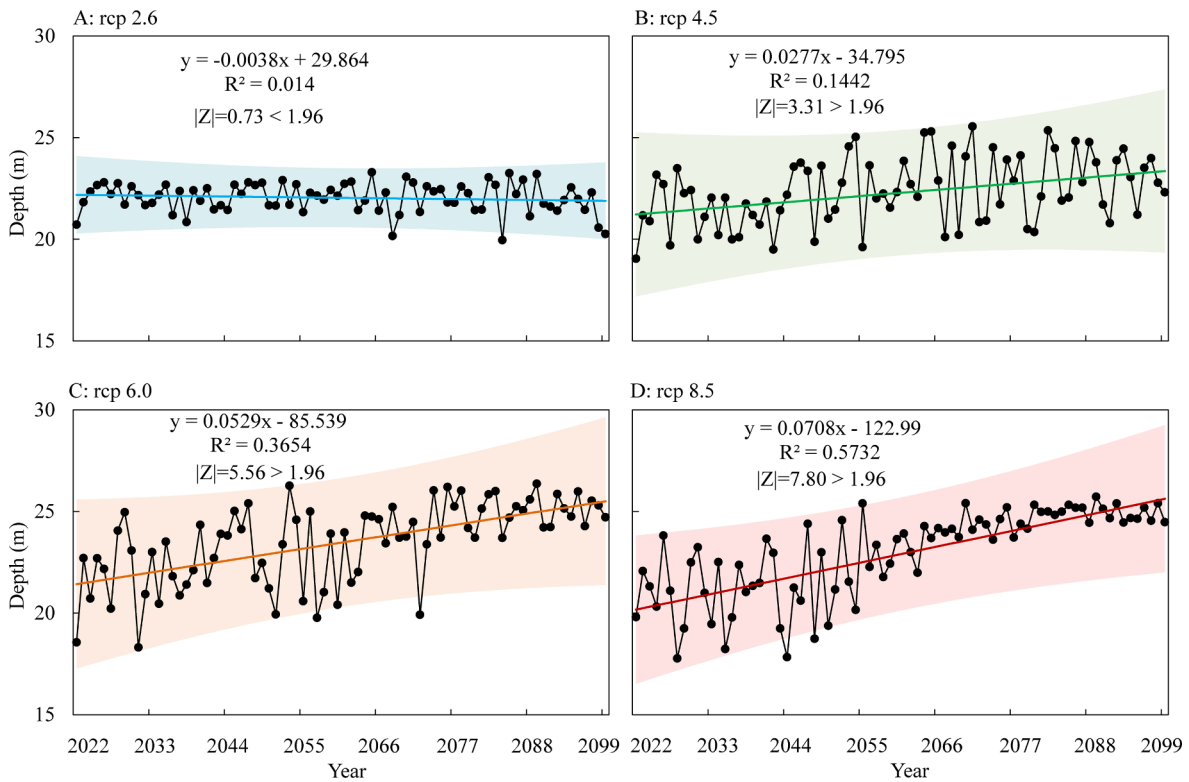 A: rcp 2.6
y = -0.0038x + 29.864
R² = 0.014
|Z|=0.73 < 1.96
30
25
20
15
Depth (m)
B: rcp 4.5
y = 0.0277x - 34.795
R² = 0.1442
|Z|=3.31 > 1.96
C: rcp 6.0
y = 0.0529x - 85.539
R² = 0.3654
|Z|=5.56 > 1.96
30
25
20
15
Depth (m)
2022 2033 2044 2055 2066 2077 2088 2099
Year
D: rcp 8.5
y = 0.0708x - 122.99
R² = 0.5732
|Z|=7.80 > 1.96
2022 2033 2044 2055 2066 2077 2088 2099
Year